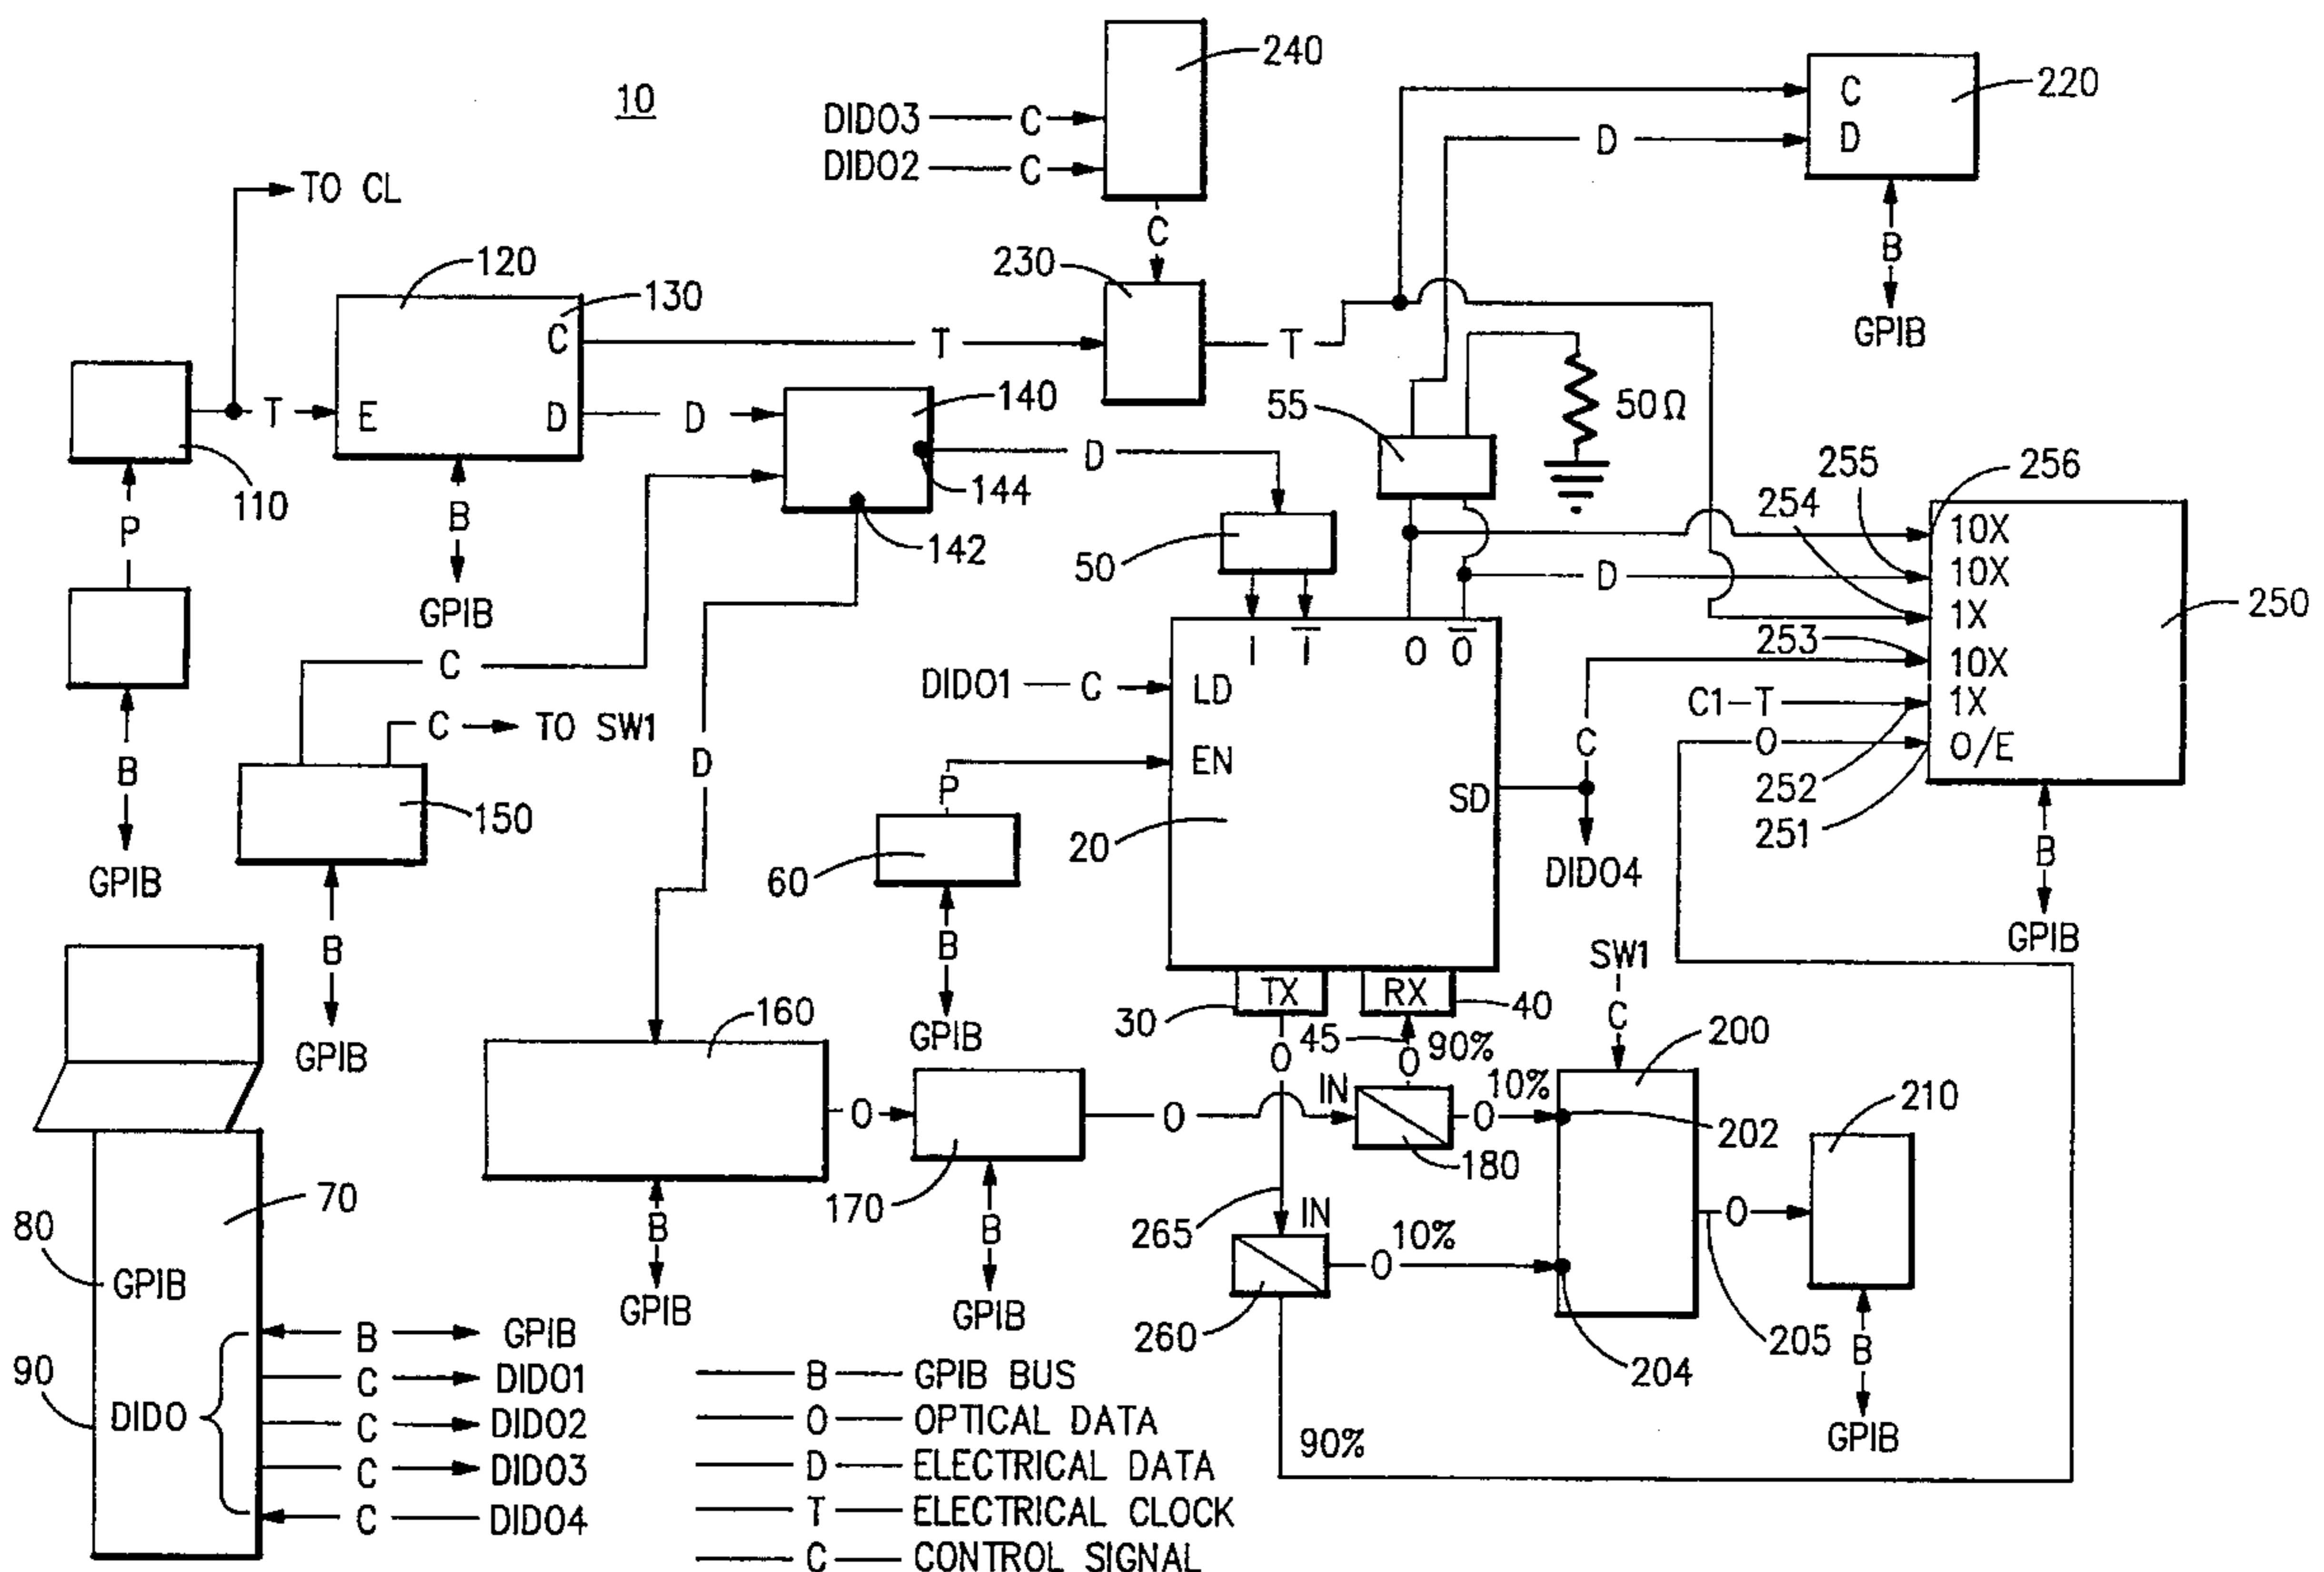 10
240
DIDO3 C
DIDO2 C
C
220
C
D
D
B
GPIB
TO CL
120
130
C
E
D
T
110
P
B
GPIB
T
D
230
T
140
144
142
D
B
GPIB
55
50Ω
50
I
I̅
O
O̅
DIDO1 C
LD
EN
SD
20
P
60
B
GPIB
C
DIDO4
256
255
254
253
252
251
250
10X
10X
1X
10X
1X
O/E
D
C1-T
O
B
GPIB
C
C TO SW1
150
B
GPIB
D
160
O
170
B
GPIB
B
GPIB
TX
RX
30
40
45
O
O
90%
O
IN
180
10%
O
SW1
C
200
202
204
205
O
210
B
GPIB
265
IN
260
O
10%
90%
70
80
GPIB
90
DIDO
B GPIB
C DIDO1
C DIDO2
C DIDO3
C DIDO4
B GPIB BUS
O OPTICAL DATA
D ELECTRICAL DATA
T ELECTRICAL CLOCK
C CONTROL SIGNAL